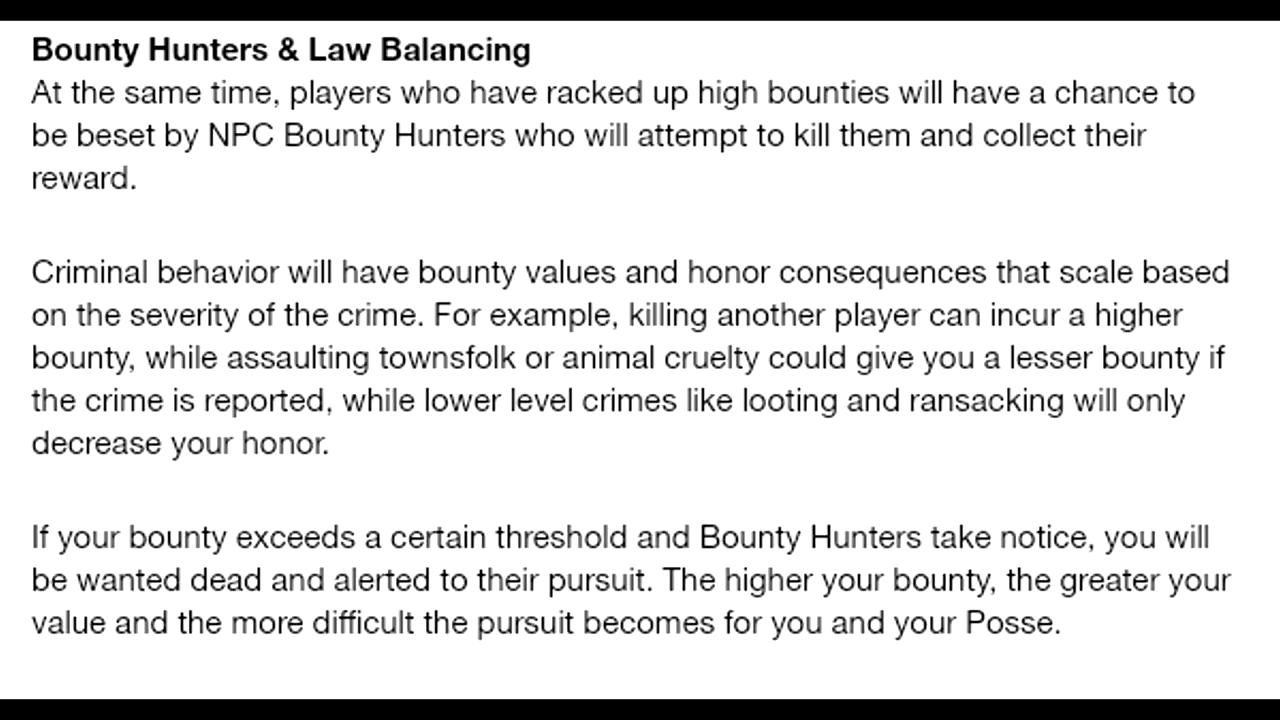 Bounty Hunters & Law Balancing
At the same time, players who have racked up high bounties will have a chance to
be beset by NPC Bounty Hunters who will attempt to kill them and collect their
reward.
Criminal behavior will have bounty values and honor consequences that scale based
on the severity of the crime. For example, killing another player can incur a higher
bounty, while assaulting townsfolk or animal cruelty could give you a lesser bounty if
the crime is reported, while lower level crimes like looting and ransacking will only
decrease your honor.
If your bounty exceeds a certain threshold and Bounty Hunters take notice, you will
be wanted dead and alerted to their pursuit. The higher your bounty, the greater your
value and the more difficult the pursuit becomes for you and your Posse.